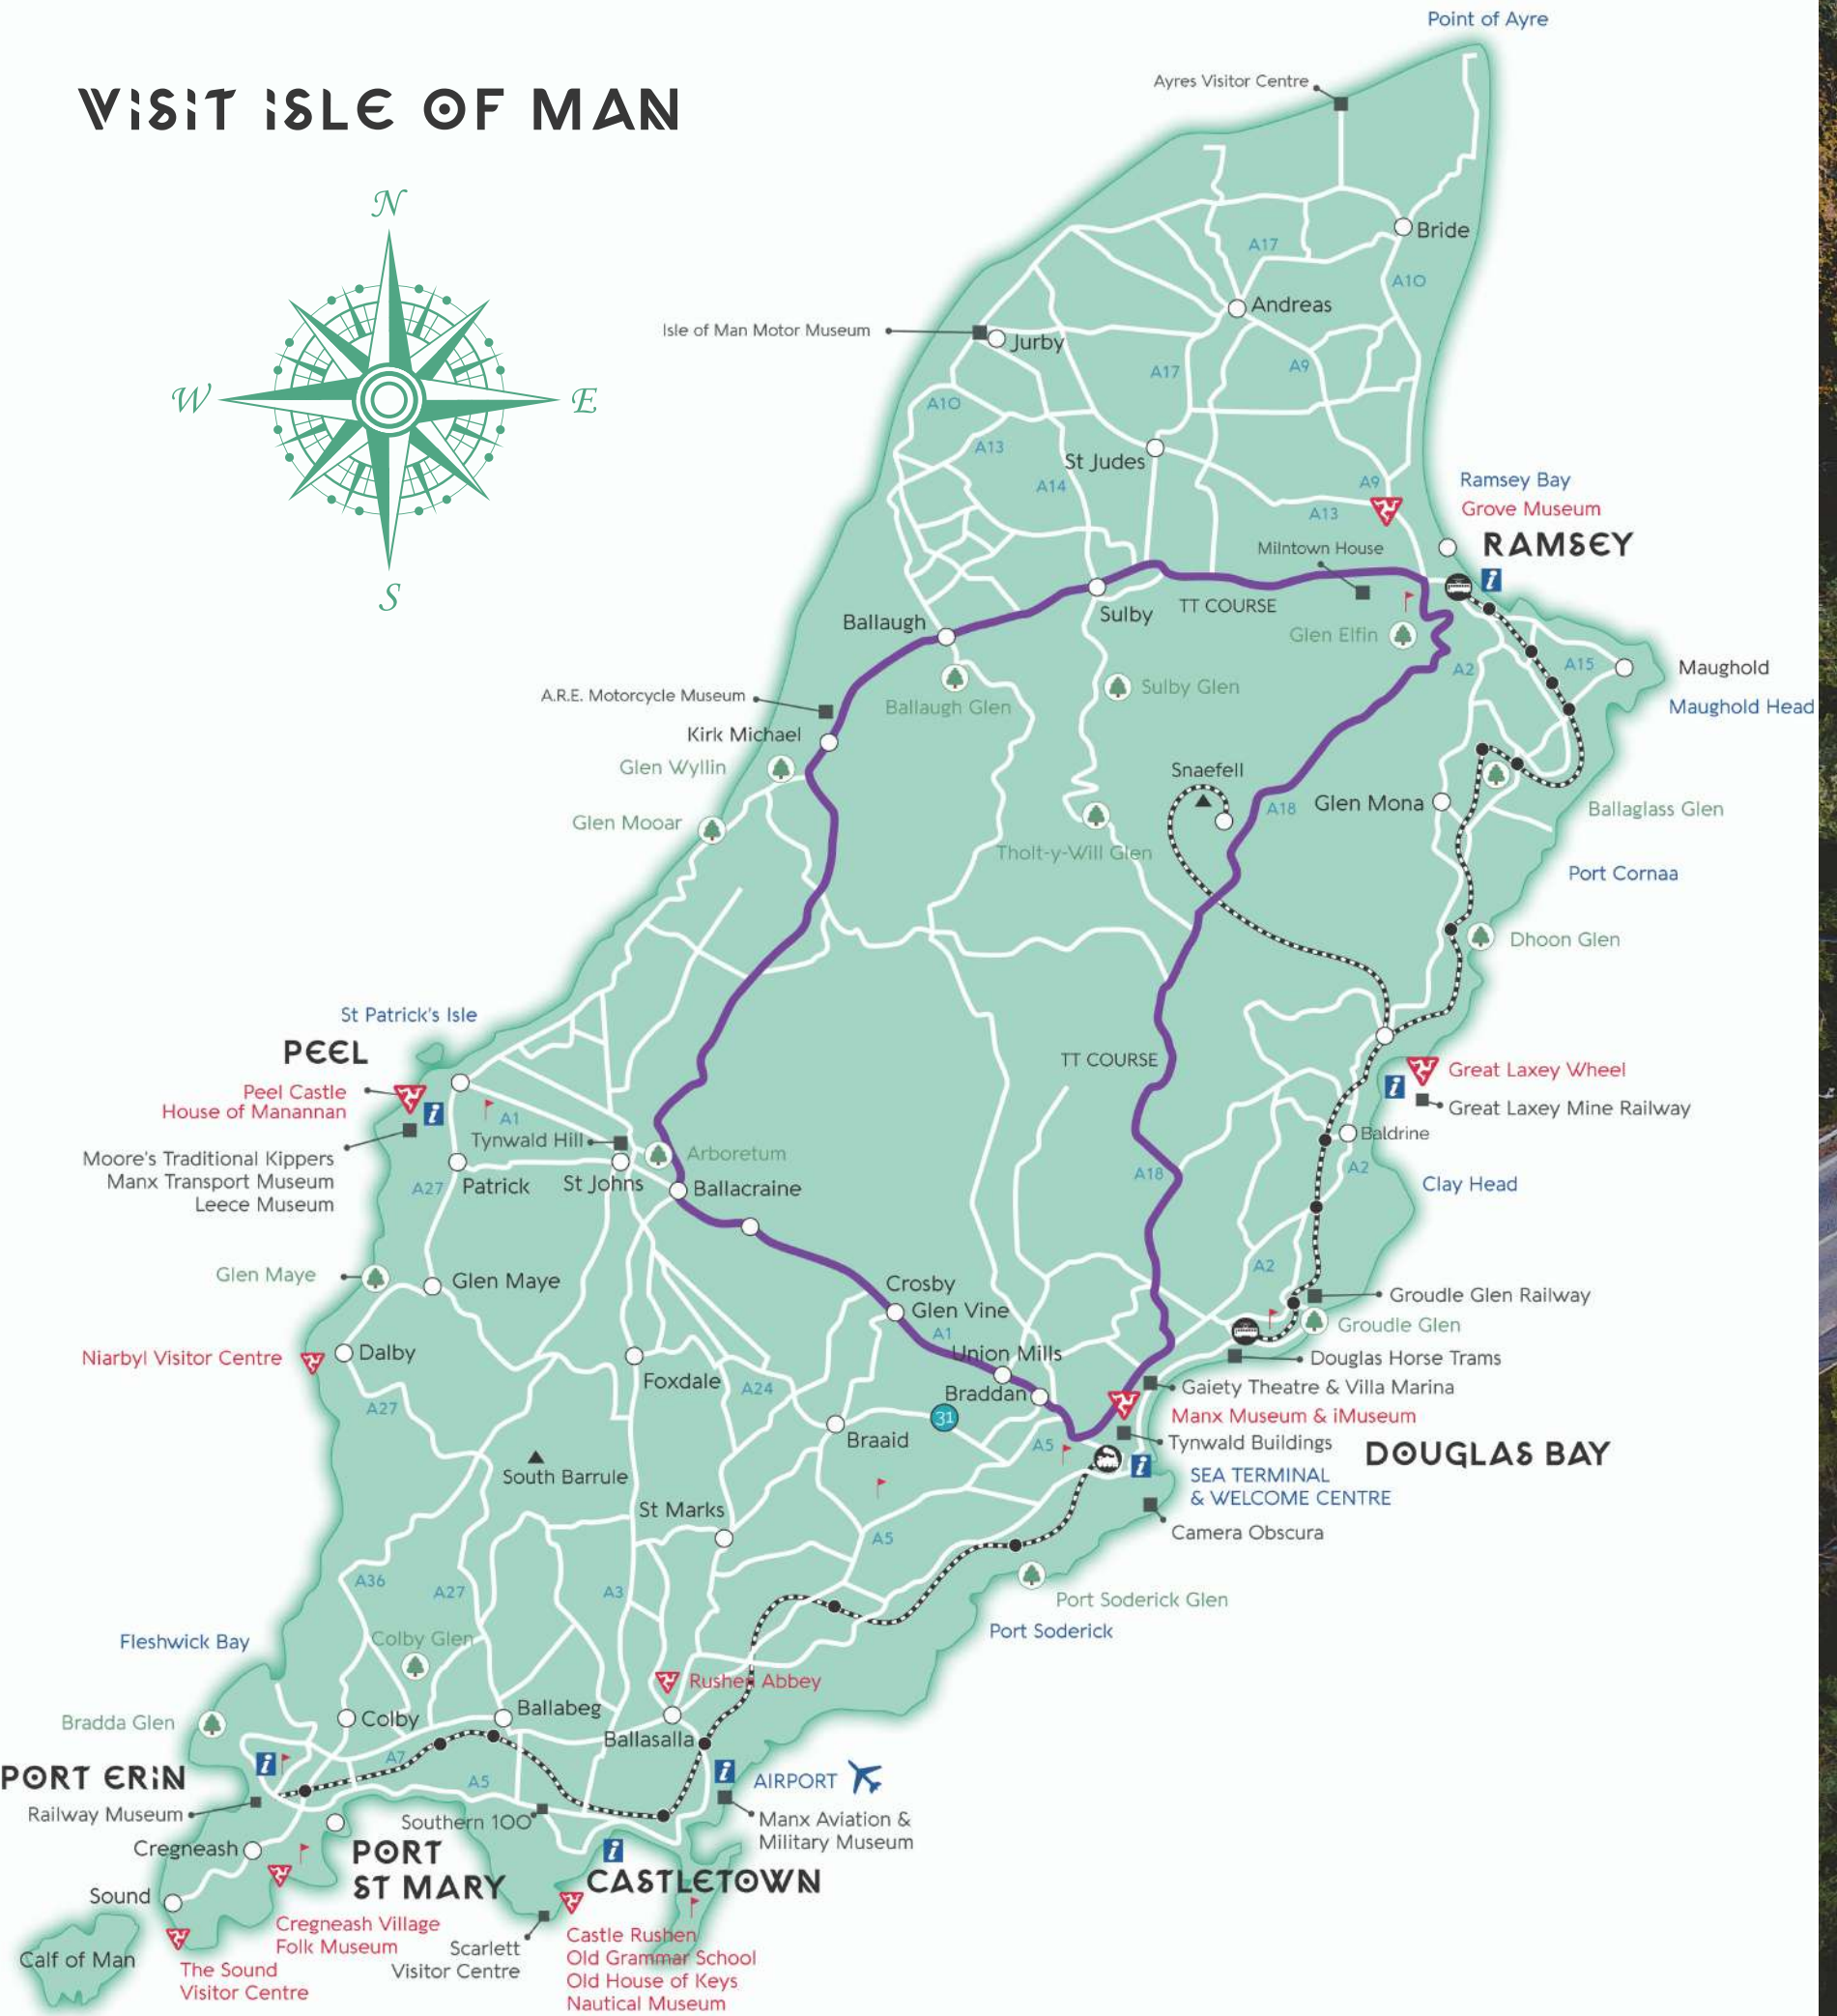 Point of Ayre
Ayres Visitor Centre
VISIT ISLE OF MAN
N
W
E
S
Bride
A17
A10
Andreas
Isle of Man Motor Museum
Jurby
A17
A9
A10
A13
St Judes
A14
A9
Ramsey Bay
Grove Museum
A13
RAMSEY
Milntown House
i
TT COURSE
Sulby
Ballaugh
Glen Elfin
A2
A15
Maughold
Sulby Glen
A.R.E. Motorcycle Museum
Ballaugh Glen
Maughold Head
Kirk Michael
Glen Wyllin
Snaefell
A18
Glen Mona
Ballaglass Glen
Glen Mooar
Tholt-y-Will Glen
Port Cornaa
Dhoon Glen
St Patrick's Isle
PEEL
TT COURSE
Great Laxey Wheel
i
Peel Castle
House of Manannan
i
A1
Great Laxey Mine Railway
Tynwald Hill
Baldrine
Moore's Traditional Kippers
Manx Transport Museum
Leece Museum
Arboretum
A27
Patrick
St Johns
Ballacraine
A18
A2
Clay Head
Glen Maye
Glen Maye
A2
Crosby
Glen Vine
Groudle Glen Railway
Groudle Glen
A1
Niarbyl Visitor Centre
Dalby
Union Mills
Douglas Horse Trams
Foxdale
A24
Braddan
Gaiety Theatre & Villa Marina
A27
31
Manx Museum & iMuseum
Braaid
A5
Tynwald Buildings
DOUGLAS BAY
South Barrule
i
SEA TERMINAL
& WELCOME CENTRE
St Marks
Camera Obscura
A5
A36
A27
A3
Port Soderick Glen
Port Soderick
Fleshwick Bay
Colby Glen
Rushen Abbey
Bradda Glen
Colby
Ballabeg
Ballasalla
PORT ERIN
i
A7
A5
i
AIRPORT
Railway Museum
Southern 100
Manx Aviation &
Military Museum
Cregneash
PORT
ST MARY
i
CASTLETOWN
Sound
Cregneash Village
Folk Museum
Scarlett
Visitor Centre
Castle Rushen
Old Grammar School
Old House of Keys
Nautical Museum
Calf of Man
The Sound
Visitor Centre